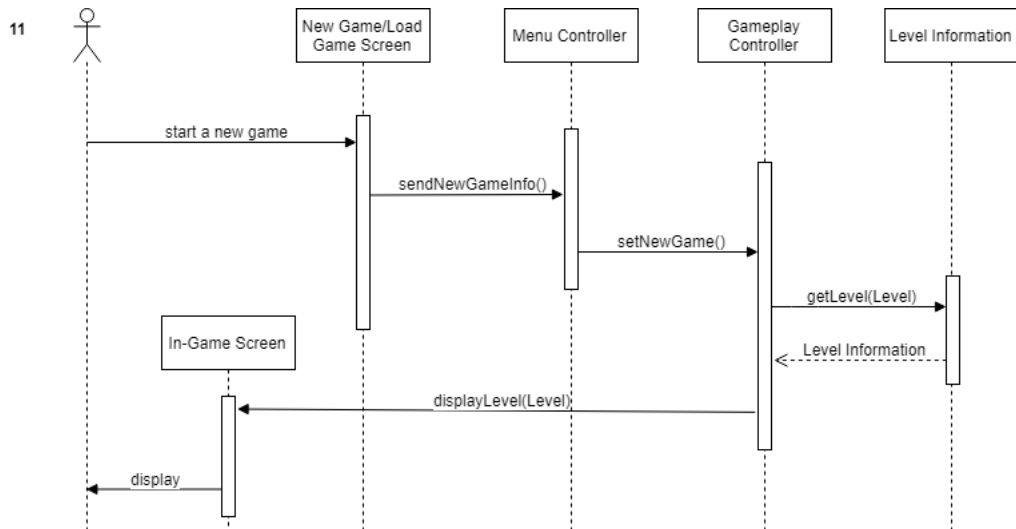 11
New Game/Load
Game Screen
Menu Controller
Gameplay
Controller
Level Information
start a new game
sendNewGameInfo()
setNewGame()
getLevel(Level)
In-Game Screen
Level Information
displayLevel(Level)
display